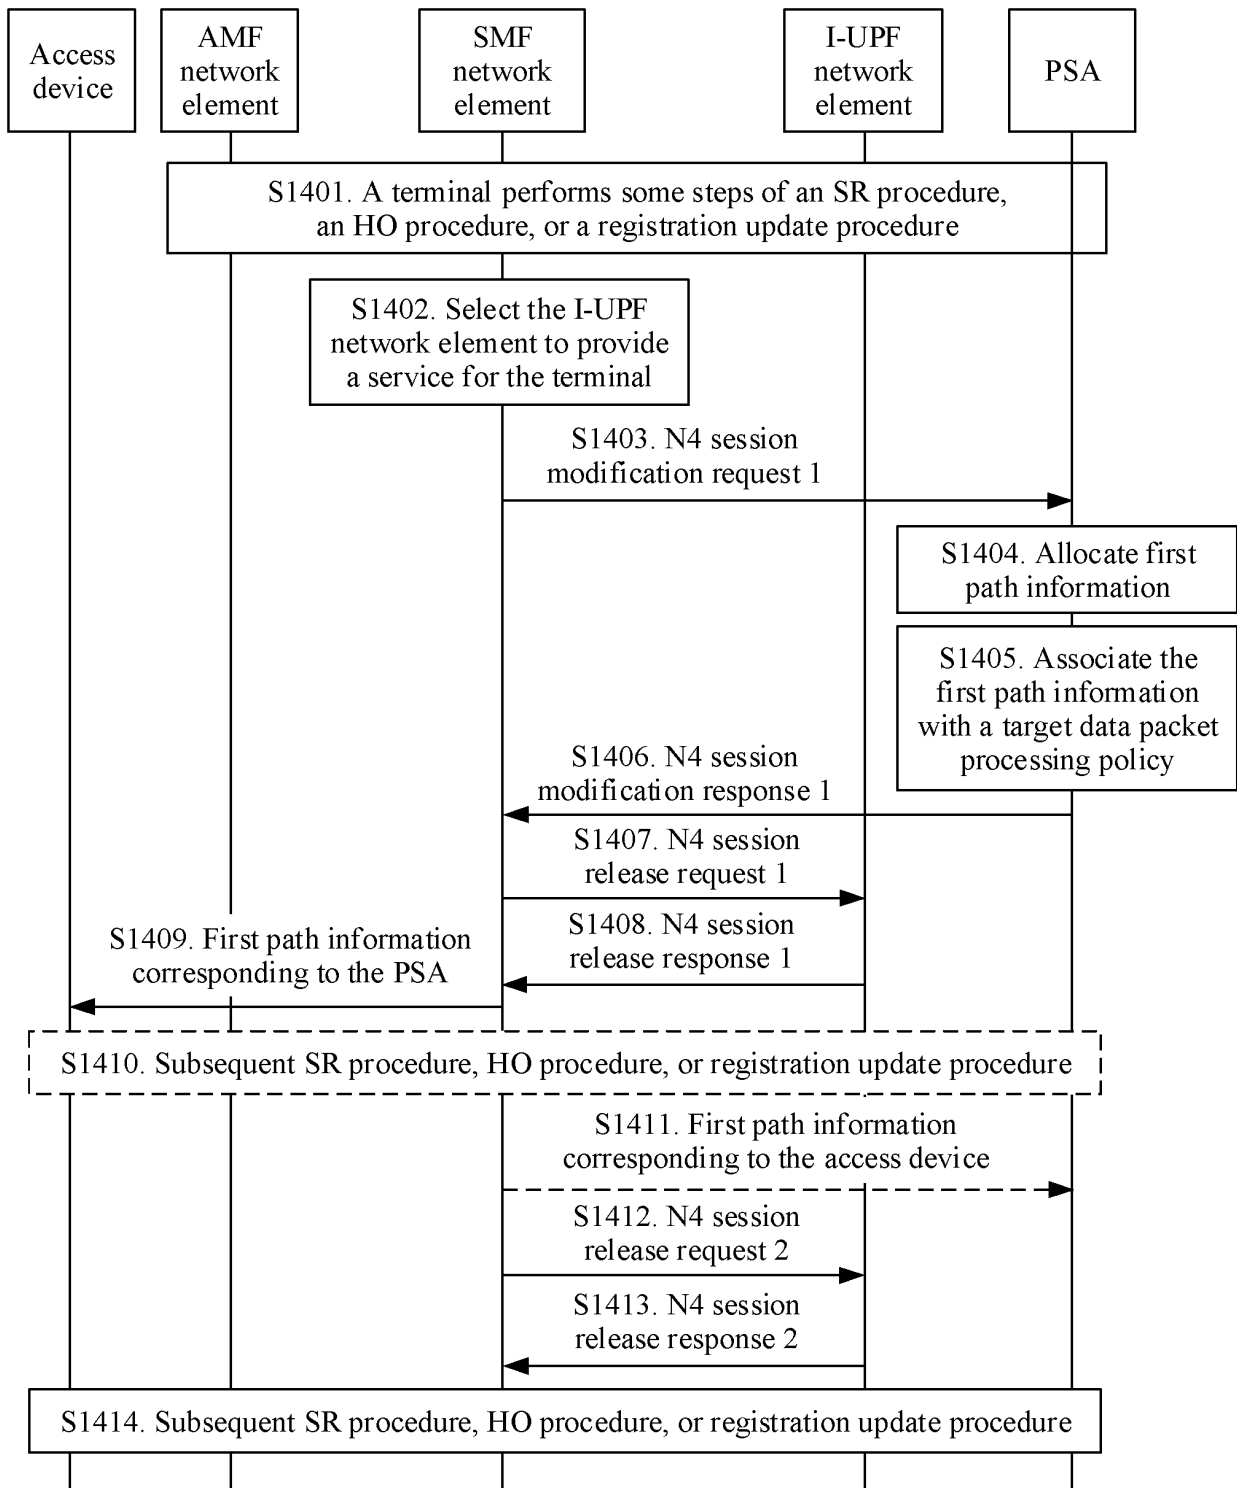 Access
device
AMF
network
element
SMF
network
element
I-UPF
network
element
PSA
S1401. A terminal performs some steps of an SR procedure,
an HO procedure, or a registration update procedure
S1402. Select the I-UPF
network element to provide
a service for the terminal
S1403. N4 session
modification request 1
S1404. Allocate first
path information
S1405. Associate the
first path information
with a target data packet
processing policy
S1406. N4 session
modification response 1
S1407. N4 session
release request 1
S1408. N4 session
release response 1
S1409. First path information
corresponding to the PSA
S1410. Subsequent SR procedure, HO procedure, or registration update procedure
S1411. First path information
corresponding to the access device
S1412. N4 session
release request 2
S1413. N4 session
release response 2
S1414. Subsequent SR procedure, HO procedure, or registration update procedure